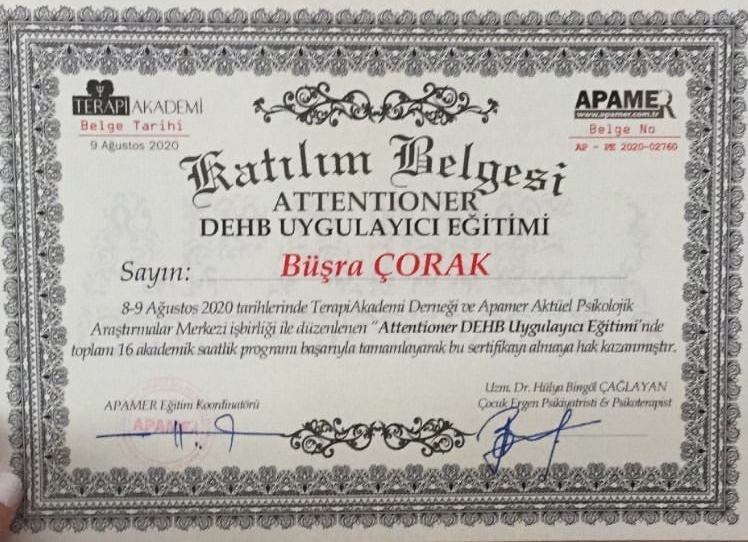 TERAPİ AKADEMİ
Belge Tarihi
9 Ağustos 2020
APAMER
www.apamer.com.tr
Belge No
AP - PE 2020-02760
Katılım Belgesi
ATTENTIONER
DEHB UYGULAYICI EĞİTİMİ
Sayın: Büşra ÇORAK
8-9 Ağustos 2020 tarihlerinde TerapiAkademi Derneği ve Apamer Aktüel Psikolojik
Araştırmalar Merkezi işbirliği ile düzenlenen "Attentioner DEHB Uygulayıcı Eğitimi'nde
toplam 16 akademik saatlik programı başarıyla tamamlayarak bu sertifikayı almaya hak kazanmıştır.
APAMER Eğitim Koordinatörü
APAMER
Uzm. Dr. Hülya Bingöl ÇAĞLAYAN
Çocuk Ergen Psikiyatristi & Psikoterapist